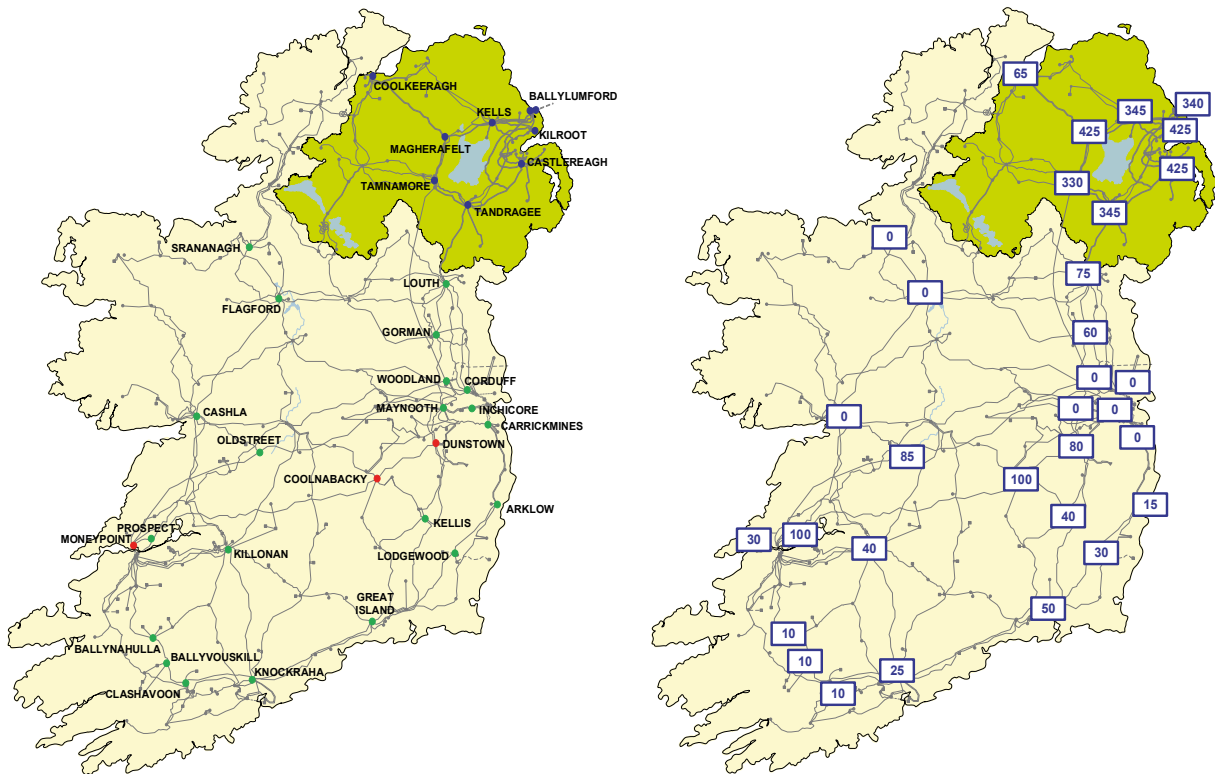 COOLKEERAGH
BALLYLUMFORD
KELLS
KILROOT
MAGHERAFELT
CASTLEREAGH
TAMNAMORE
TANDRAGEE
SRANANAGH
LOUTH
FLAGFORD
GORMAN
WOODLAND
CORDUFF
CASHLA
MAYNOOTH
INCHICORE
CARRICKMINES
OLDSTREET
DUNSTOWN
COOLNABACKY
ARKLOW
PROSPECT
KELLIS
MONEYPOINT
KILLONAN
LODGEWOOD
GREAT
ISLAND
BALLYNAHULLA
BALLYVOUSKILL
KNOCKRAHA
CLASHAVOON
65
340
345
425
425
425
330
345
0
75
0
60
0
0
0
0
0
0
80
85
100
15
40
100
30
40
30
50
10
10
25
10